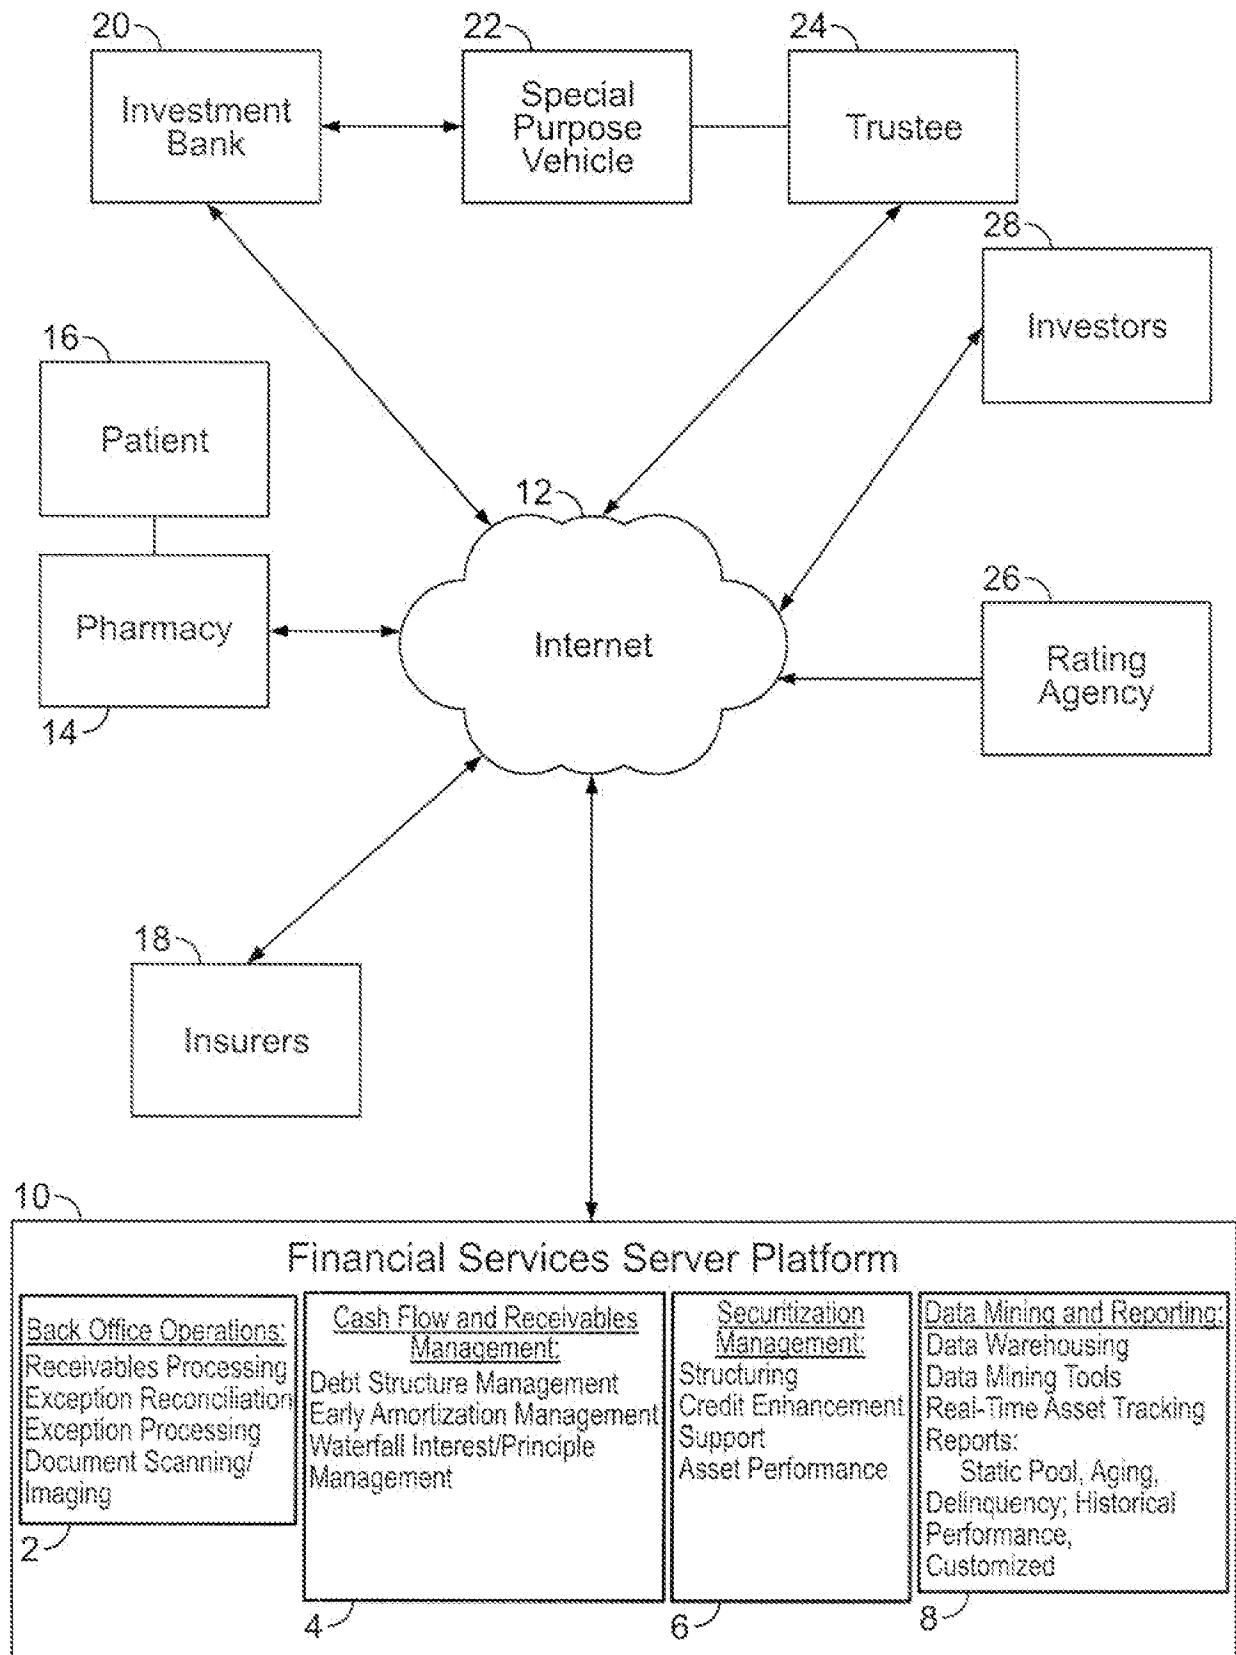 20
22
24
Investment
Bank
Special
Purpose
Vehicle
Trustee
28
Investors
16
Patient
12
Internet
Pharmacy
14
26
Rating
Agency
18
Insurers
10
Financial Services Server Platform
Back Office Operations:
Receivables Processing
Exception Reconciliation
Exception Processing
Document Scanning/
Imaging
2
Cash Flow and Receivables
Management:
Debt Structure Management
Early Amortization Management
Waterfall Interest/Principle
Management
4
Securitization
Management:
Structuring
Credit Enhancement
Support
Asset Performance
6
Data Mining and Reporting:
Data Warehousing
Data Mining Tools
Real-Time Asset Tracking
Reports:
Static Pool, Aging,
Delinquency; Historical
Performance,
Customized
8